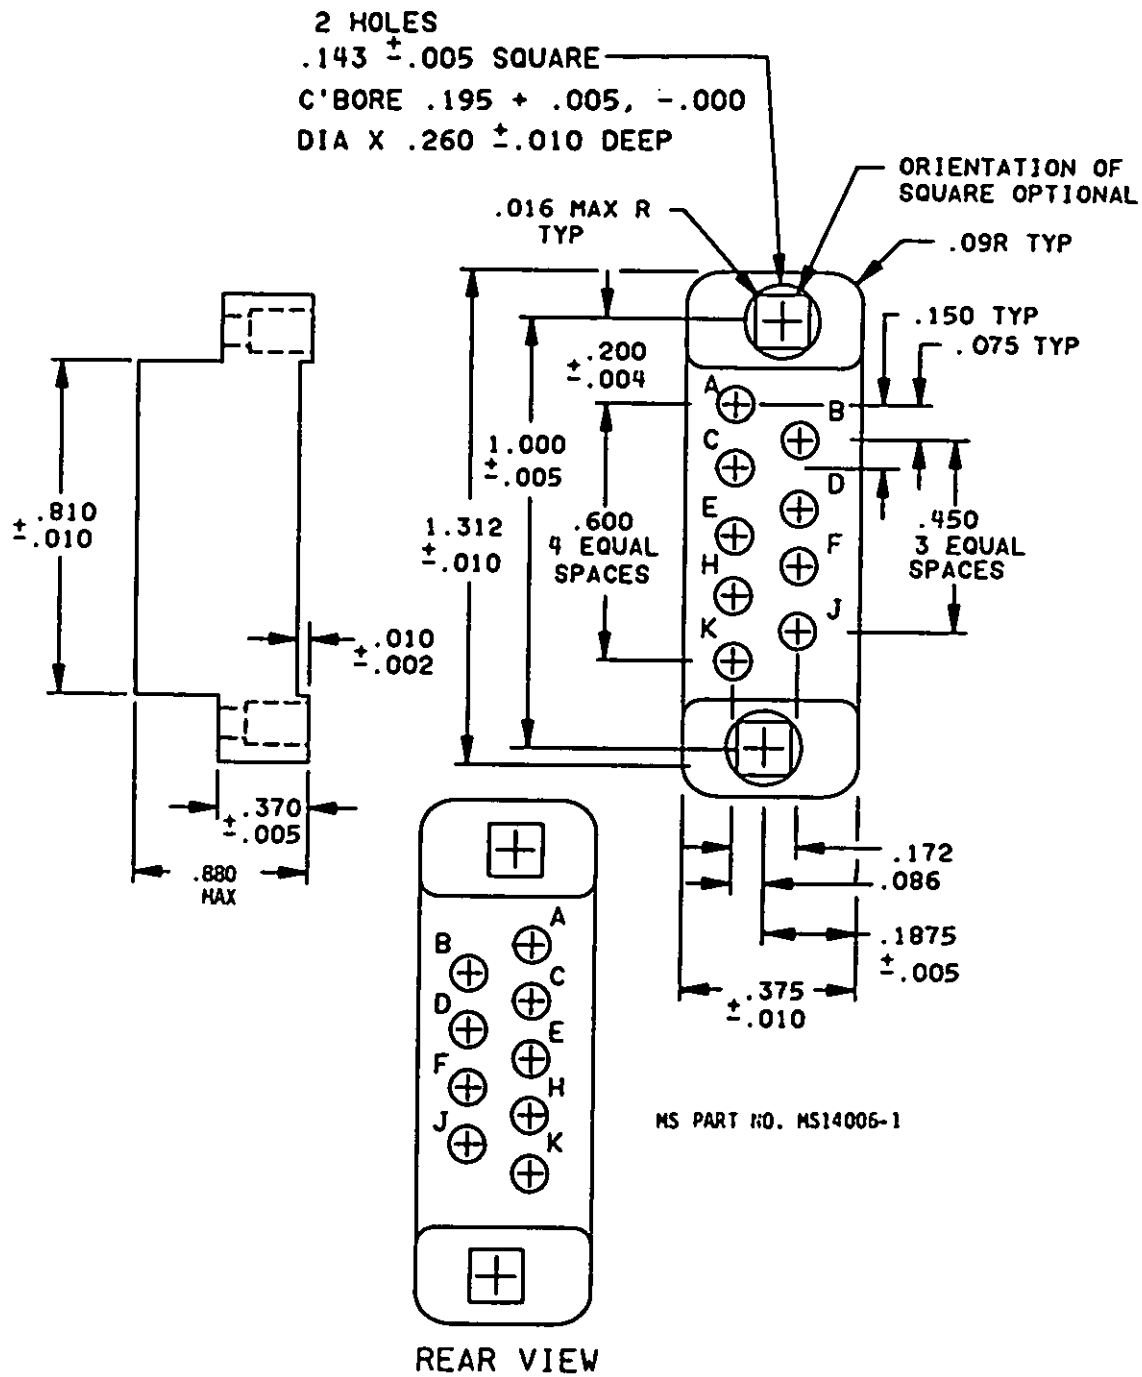 2 HOLES
.143 ±.005 SQUARE
C'BORE .195 + .005, -.000
DIA X .260 ±.010 DEEP
ORIENTATION OF
SQUARE OPTIONAL
.016 MAX R
TYP
.09R TYP
.150 TYP
.075 TYP
.200
±.004
A
B
C
1.000
±.005
D
E
.810
±.010
1.312
±.010
.600
4 EQUAL
SPACES
.450
3 EQUAL
SPACES
F
H
J
K
.010
±.002
.370
±.005
.880
MAX
.172
.086
.1875
±.005
.375
±.010
A
B
C
D
E
F
H
J
K
MS PART NO. MS14006-1
REAR VIEW